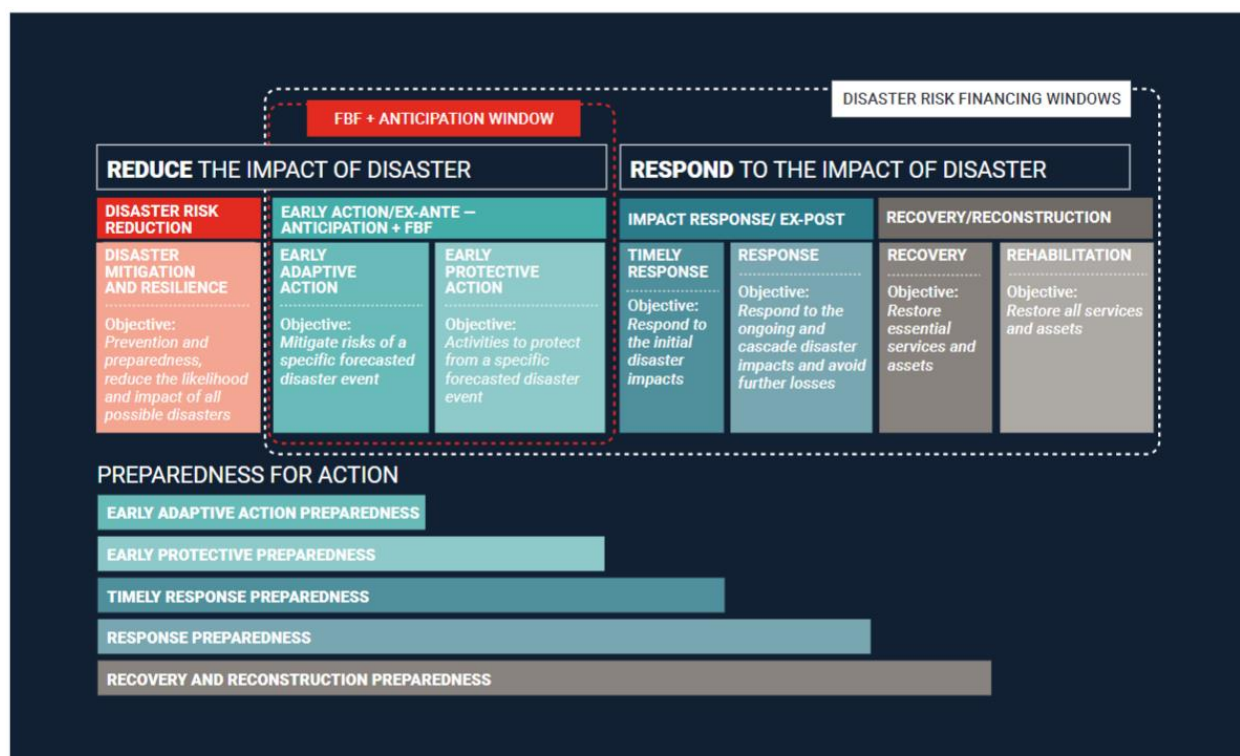 DISASTER RISK FINANCING WINDOWS
FBF + ANTICIPATION WINDOW
REDUCE THE IMPACT OF DISASTER
RESPOND TO THE IMPACT OF DISASTER
DISASTER RISK
REDUCTION
EARLY ACTION/EX-ANTE —
ANTICIPATION + FBF
IMPACT RESPONSE/ EX-POST
RECOVERY/RECONSTRUCTION
DISASTER
MITIGATION
AND RESILIENCE
Objective:
Prevention and
preparedness,
reduce the likelihood
and impact of all
possible disasters
EARLY
ADAPTIVE
ACTION
Objective:
Mitigate risks of a
specific forecasted
disaster event
EARLY
PROTECTIVE
ACTION
Objective:
Activities to protect
from a specific
forecasted disaster
event
TIMELY
RESPONSE
Objective:
Respond to
the initial
disaster
impacts
RESPONSE
Objective:
Respond to the
ongoing and
cascade disaster
impacts and avoid
further losses
RECOVERY
Objective:
Restore
essential
services and
assets
REHABILITATION
Objective:
Restore all services
and assets
PREPAREDNESS FOR ACTION
EARLY ADAPTIVE ACTION PREPAREDNESS
EARLY PROTECTIVE PREPAREDNESS
TIMELY RESPONSE PREPAREDNESS
RESPONSE PREPAREDNESS
RECOVERY AND RECONSTRUCTION PREPAREDNESS